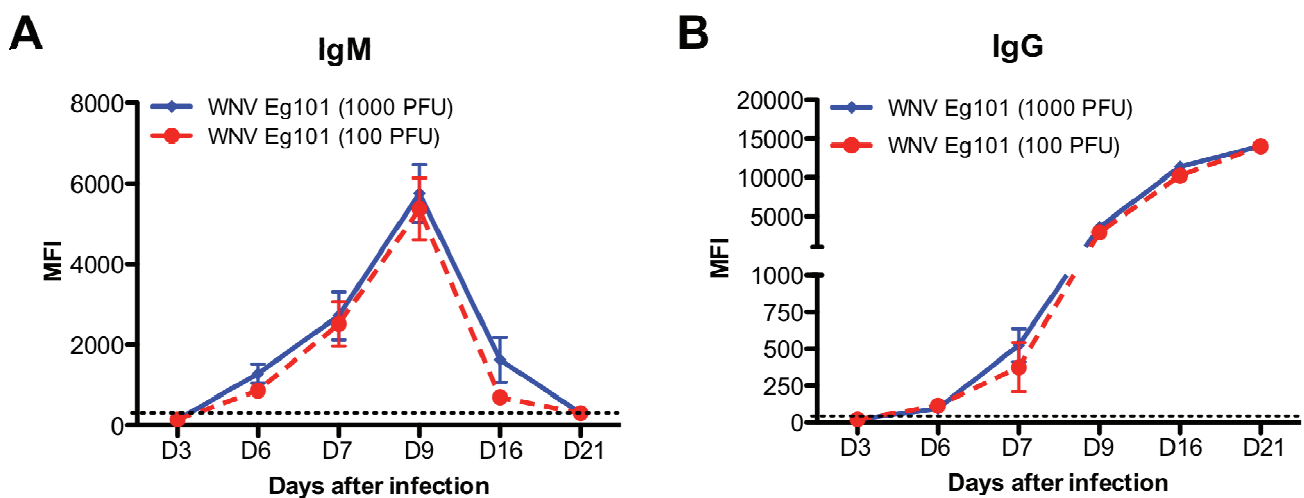 A
IgM
WNV Eg101 (1000 PFU)
WNV Eg101 (100 PFU)
MFI
8000
6000
4000
2000
0
D3 D6 D7 D9 D16 D21
Days after infection
B
IgG
WNV Eg101 (1000 PFU)
WNV Eg101 (100 PFU)
MFI
20000
15000
10000
5000
1000
750
500
250
0
D3 D6 D7 D9 D16 D21
Days after infection